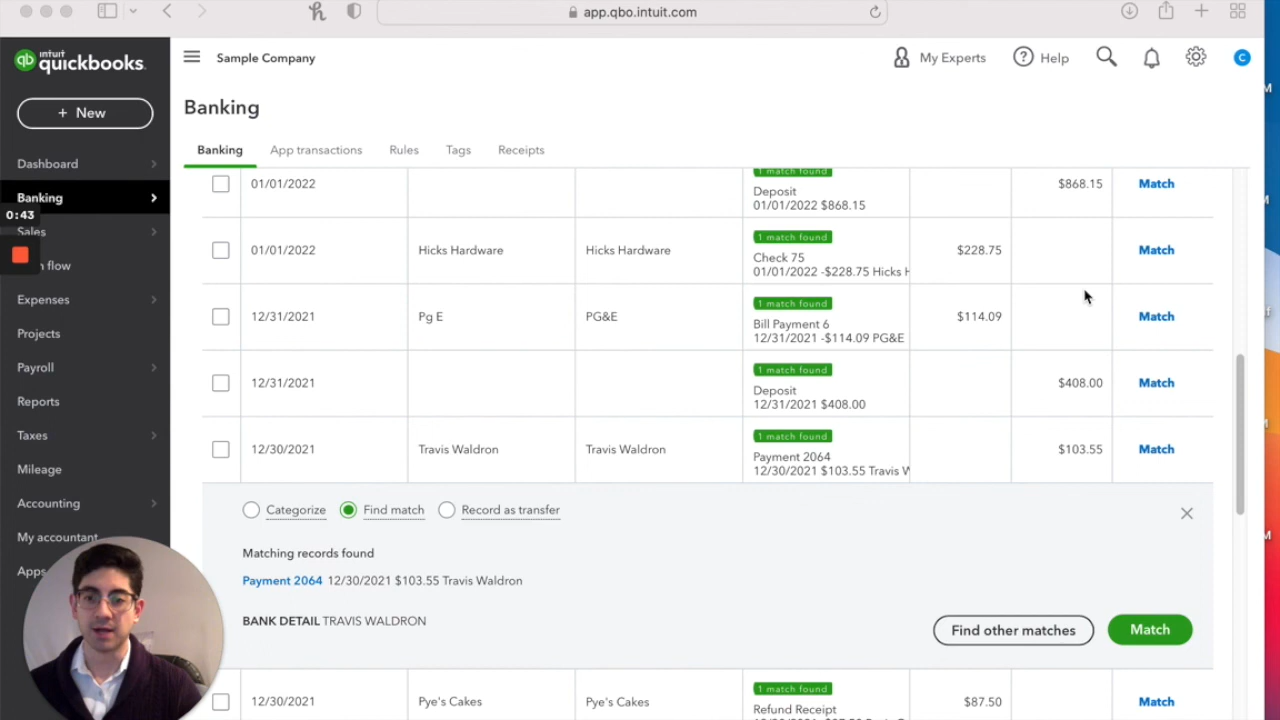 app.qbo.intuit.com
intuit
quickbooks.
Sample Company
My Experts
Help
C
+ New
Banking
Banking
App transactions
Rules
Tags
Receipts
Dashboard
Banking
0:43
Sales
flow
Expenses
Projects
Payroll
Reports
Taxes
Mileage
Accounting
My accountant
Apps
1 match found
01/01/2022
Deposit
$868.15
Match
01/01/2022 $868.15
1 match found
01/01/2022
Hicks Hardware
Hicks Hardware
Check 75
$228.75
Match
01/01/2022 -$228.75 Hicks H
1 match found
12/31/2021
Pg E
PG&E
Bill Payment 6
$114.09
Match
12/31/2021 -$114.09 PG&E
1 match found
12/31/2021
Deposit
$408.00
Match
12/31/2021 $408.00
1 match found
12/30/2021
Travis Waldron
Travis Waldron
Payment 2064
$103.55
Match
12/30/2021 $103.55 Travis W
Categorize
Find match
Record as transfer
Matching records found
Payment 2064 12/30/2021 $103.55 Travis Waldron
BANK DETAIL TRAVIS WALDRON
Find other matches
Match
1 match found
12/30/2021
Pye's Cakes
Pye's Cakes
Refund Receipt
$87.50
Match